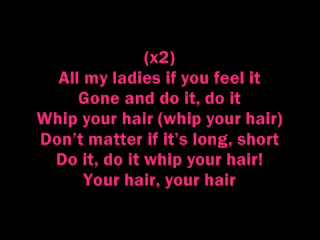 (x2)
All my ladies if you feel it
Gone and do it, do it
Whip your hair (whip your hair)
Don't matter if it's long, short
Do it, do it whip your hair!
Your hair, your hair